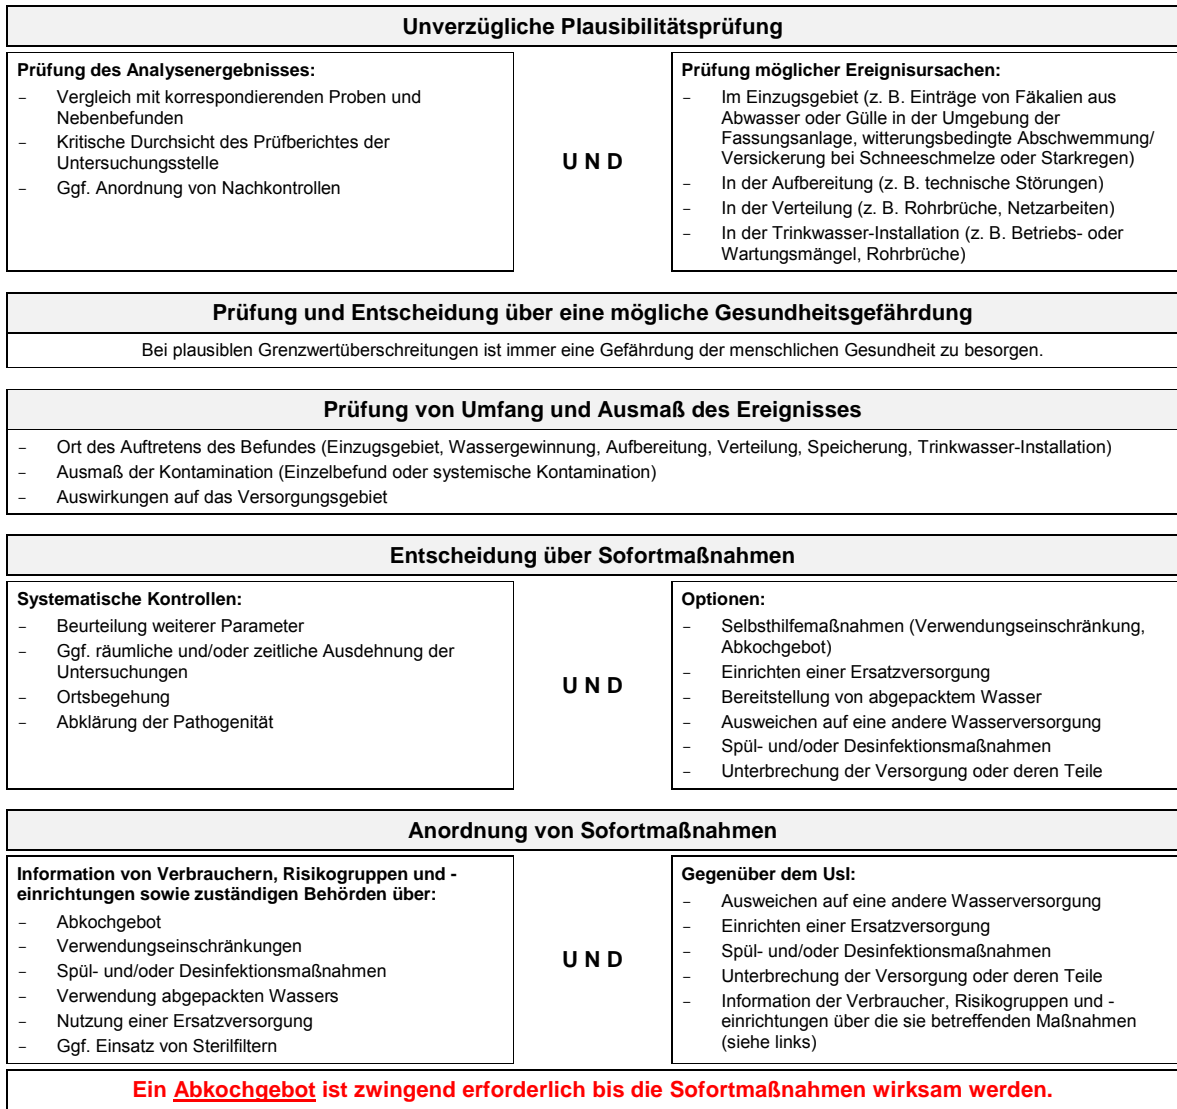 Unverzügliche Plausibilitätsprüfung
Prüfung des Analysenergebnisses:
- Vergleich mit korrespondierenden Proben und
Nebenbefunden
- Kritische Durchsicht des Prüfberichtes der
Untersuchungsstelle
- Ggf. Anordnung von Nachkontrollen
U N D
Prüfung möglicher Ereignisursachen:
- Im Einzugsgebiet (z. B. Einträge von Fäkalien aus
Abwasser oder Gülle in der Umgebung der
Fassungsanlage, witterungsbedingte Abschwemmung/
Versickerung bei Schneeschmelze oder Starkregen)
- In der Aufbereitung (z. B. technische Störungen)
- In der Verteilung (z. B. Rohrbrüche, Netzarbeiten)
- In der Trinkwasser-Installation (z. B. Betriebs- oder
Wartungsmängel, Rohrbrüche)
Prüfung und Entscheidung über eine mögliche Gesundheitsgefährdung
Bei plausiblen Grenzwertüberschreitungen ist immer eine Gefährdung der menschlichen Gesundheit zu besorgen.
Prüfung von Umfang und Ausmaß des Ereignisses
- Ort des Auftretens des Befundes (Einzugsgebiet, Wassergewinnung, Aufbereitung, Verteilung, Speicherung, Trinkwasser-Installation)
- Ausmaß der Kontamination (Einzelbefund oder systemische Kontamination)
- Auswirkungen auf das Versorgungsgebiet
Entscheidung über Sofortmaßnahmen
Systematische Kontrollen:
- Beurteilung weiterer Parameter
- Ggf. räumliche und/oder zeitliche Ausdehnung der
Untersuchungen
- Ortsbegehung
- Abklärung der Pathogenität
U N D
Optionen:
- Selbsthilfemaßnahmen (Verwendungseinschränkung,
Abkochgebot)
- Einrichten einer Ersatzversorgung
- Bereitstellung von abgepacktem Wasser
- Ausweichen auf eine andere Wasserversorgung
- Spül- und/oder Desinfektionsmaßnahmen
- Unterbrechung der Versorgung oder deren Teile
Anordnung von Sofortmaßnahmen
Information von Verbrauchern, Risikogruppen und -
einrichtungen sowie zuständigen Behörden über:
- Abkochgebot
- Verwendungseinschränkungen
- Spül- und/oder Desinfektionsmaßnahmen
- Verwendung abgepackten Wassers
- Nutzung einer Ersatzversorgung
- Ggf. Einsatz von Sterilfiltern
U N D
Gegenüber dem UsI:
- Ausweichen auf eine andere Wasserversorgung
- Einrichten einer Ersatzversorgung
- Spül- und/oder Desinfektionsmaßnahmen
- Unterbrechung der Versorgung oder deren Teile
- Information der Verbraucher, Risikogruppen und -
einrichtungen über die sie betreffenden Maßnahmen
(siehe links)
Ein Abkochgebot ist zwingend erforderlich bis die Sofortmaßnahmen wirksam werden.